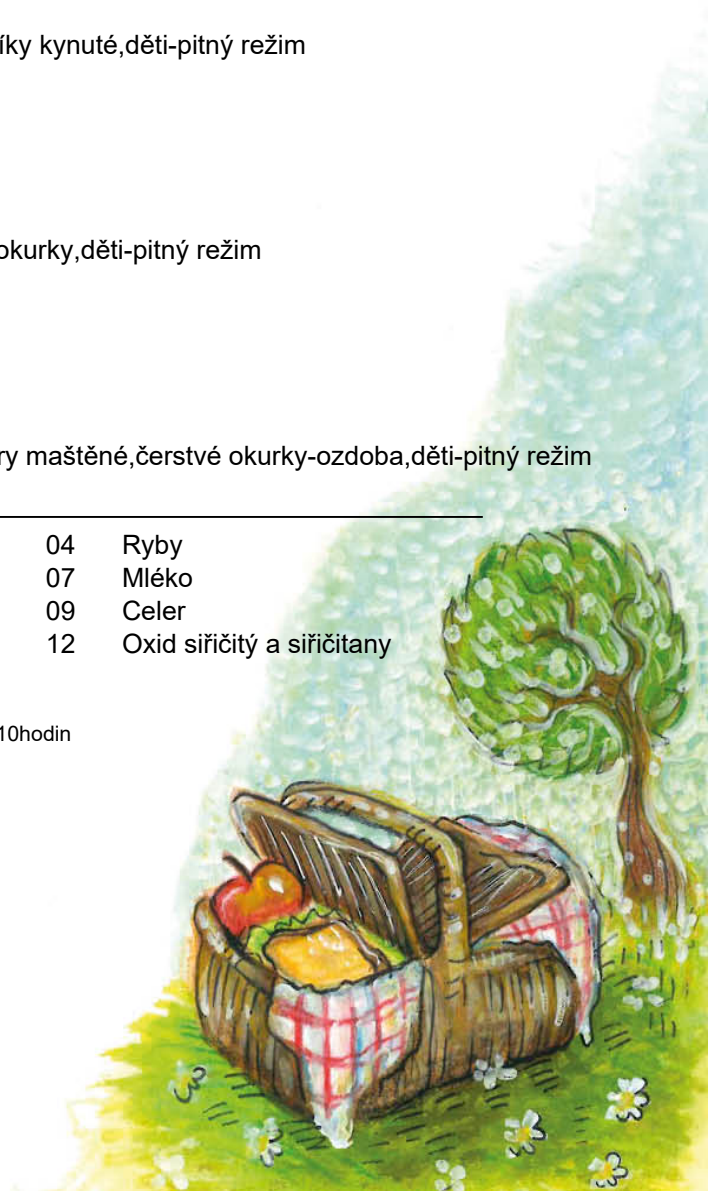 íky kynuté,děti-pitný režim
okurky,děti-pitný režim
ry maštěné,čerstvé okurky-ozdoba,děti-pitný režim
04 Ryby
07 Mléko
09 Celer
12 Oxid siřičitý a siřičitany
10hodin